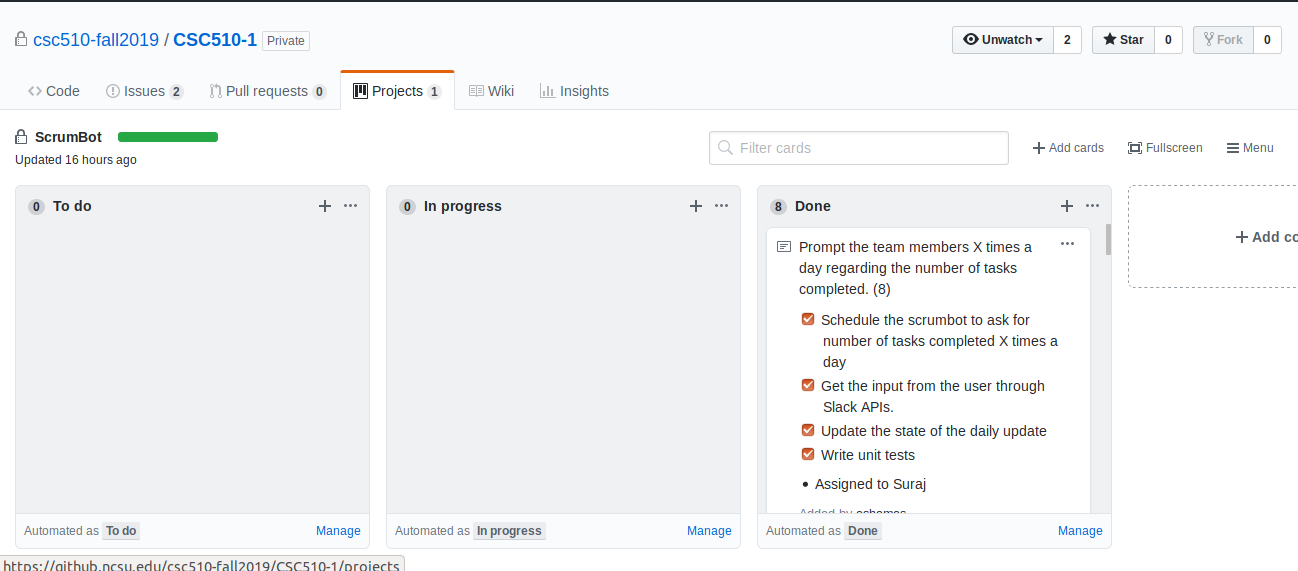 csc510-fall2019 / CSC510-1 Private
Unwatch 2 Star 0 Fork 0
Code Issues 2 Pull requests 0 Projects 1 Wiki Insights
ScrumBot
Updated 16 hours ago
Filter cards
Add cards Fullscreen Menu
0 To do
Automated as To do Manage
0 In progress
Automated as In progress Manage
8 Done
Prompt the team members X times a
day regarding the number of tasks
completed. (8)
Schedule the scrumbot to ask for
number of tasks completed X times a
day
Get the input from the user through
Slack APIs.
Update the state of the daily update
Write unit tests
• Assigned to Suraj
Added by
Automated as Done Manage
+ Add co
https://github.ncsu.edu/csc510-fall2019/CSC510-1/projects